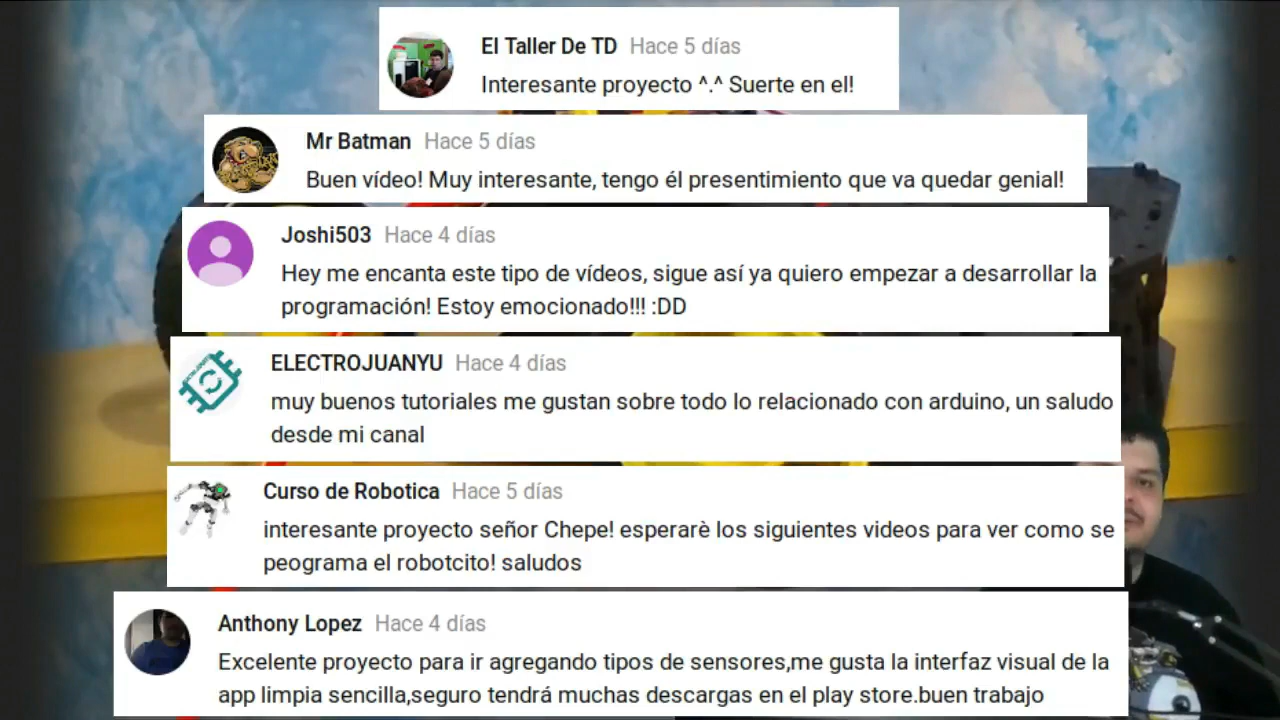 El Taller De TD Hace 5 días
Interesante proyecto ^.^ Suerte en el!
Mr Batman Hace 5 días
Buen vídeo! Muy interesante, tengo él presentimiento que va quedar genial!
Joshi503 Hace 4 días
Hey me encanta este tipo de vídeos, sigue así ya quiero empezar a desarrollar la
programación! Estoy emocionado!!! :DD
ELECTROJUANYU Hace 4 días
muy buenos tutoriales me gustan sobre todo lo relacionado con arduino, un saludo
desde mi canal
Curso de Robotica Hace 5 días
interesante proyecto señor Chepe! esperarè los siguientes videos para ver como se
peograma el robotcito! saludos
Anthony Lopez Hace 4 días
Excelente proyecto para ir agregando tipos de sensores,me gusta la interfaz visual de la
app limpia sencilla,seguro tendrá muchas descargas en el play store.buen trabajo